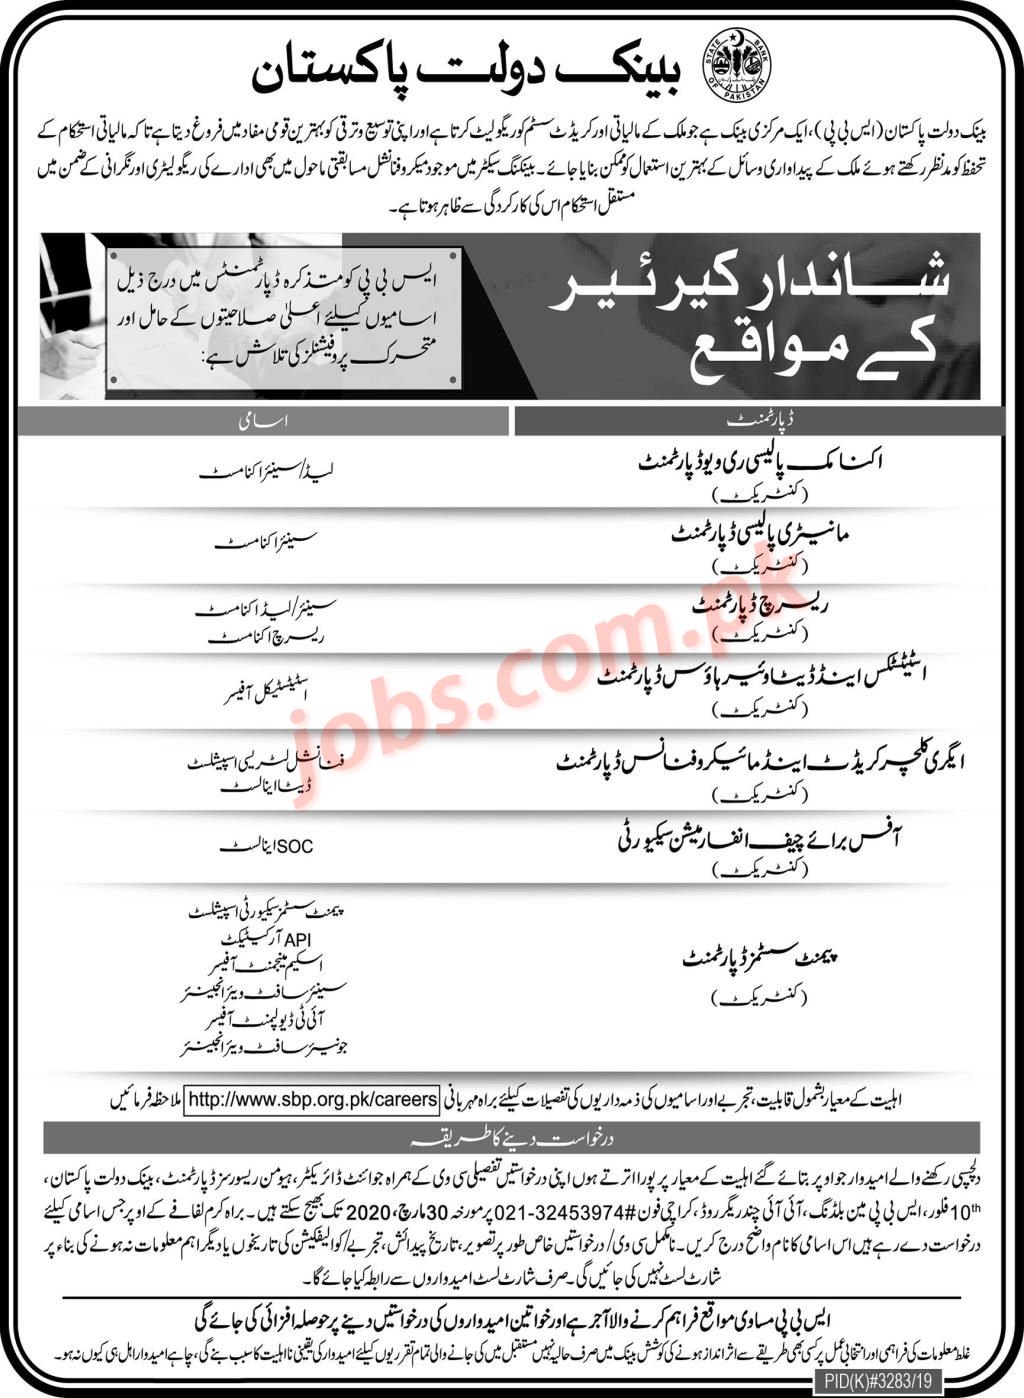 بینک دولت پاکستان
STATE BANK OF PAKISTAN
بینک دولت پاکستان (ایس بی پی)، ایک مرکزی بینک ہے جو ملک کے مالیاتی اور کریڈٹ سسٹم کو ریگولیٹ کرتا ہے اور اپنی توسیع و ترقی کو بہترین قومی مفاد میں فروغ دیتا ہے تاکہ مالیاتی استحکام کے
تحفظ کو مدنظر رکھتے ہوئے ملک کے پیداواری وسائل کے بہترین استعمال کو ممکن بنایا جائے۔ بینکنگ سیکٹر میں موجود میکرو فنانشل مسابقتی ماحول میں بھی ادارے کی ریگولیٹری اور نگرانی کے ضمن میں
مستقل استحکام اس کی کارکردگی سے ظاہر ہوتا ہے۔
شاندار کیرئیر
کے مواقع
ایس بی پی کو متذکرہ ڈپارٹمنٹس میں درج ذیل
اسامیوں کیلئے اعلیٰ صلاحیتوں کے حامل اور
متحرک پروفیشنلز کی تلاش ہے:
ڈپارٹمنٹ اسامی
اکنامک پالیسی ریویو ڈپارٹمنٹ
(کنٹریکٹ)
لیڈ/سینئر اکنامسٹ
مانیٹری پالیسی ڈپارٹمنٹ
(کنٹریکٹ)
سینئر اکنامسٹ
ریسرچ ڈپارٹمنٹ
(کنٹریکٹ)
سینئر/لیڈ اکنامسٹ
ریسرچ اکنامسٹ
اسٹیٹسٹکس اینڈ ڈیٹا ویئر ہاؤس ڈپارٹمنٹ
(کنٹریکٹ)
اسٹیٹسٹیکل آفیسر
ایگری کلچر کریڈٹ اینڈ مائیکرو فنانس ڈپارٹمنٹ
(کنٹریکٹ)
فنانشل لٹریسی اسپیشلسٹ
ڈیٹا اینالسٹ
آفس برائے چیف انفارمیشن سیکیورٹی
(کنٹریکٹ)
SOC اینالسٹ
پیمنٹ سسٹمز ڈپارٹمنٹ
(کنٹریکٹ)
پیمنٹ سسٹمز سیکیورٹی اسپیشلسٹ
API آرکیٹیکٹ
اسکیم مینجمنٹ آفیسر
سینئر سافٹ ویئر انجینئر
آئی ٹی ڈیولپمنٹ آفیسر
جونیئر سافٹ ویئر انجینئر
jobs.com.pk
اہلیت کے معیار بشمول قابلیت، تجربے اور اسامیوں کی ذمہ داریوں کی تفصیلات کیلئے براہ مہربانی http://www.sbp.org.pk/careers ملاحظہ فرمائیں
درخواست دینے کا طریقہ
دلچسپی رکھنے والے امیدوار جو اوپر بتائے گئے اہلیت کے معیار پر پورا اترتے ہوں اپنی درخواستیں تفصیلی سی وی کے ہمراہ جوائنٹ ڈائریکٹر، ہیومن ریسورسز ڈپارٹمنٹ، بینک دولت پاکستان،
10th فلور، ایس بی پی مین بلڈنگ، آئی آئی چندریگر روڈ، کراچی فون #021-32453974 پر مورخہ 30 مارچ، 2020 تک بھیج سکتے ہیں۔ براہ کرم لفافے کے اوپر جس اسامی کیلئے
درخواست دے رہے ہیں اس اسامی کا نام واضح درج کریں۔ نامکمل سی وی/درخواستیں خاص طور پر تصویر، تاریخ پیدائش، تجربے/کوالیفکیشن کی تاریخوں یا دیگر اہم معلومات نہ ہونے کی بناء پر
شارٹ لسٹ نہیں کی جائیں گی۔ صرف شارٹ لسٹ امیدواروں سے رابطہ کیا جائے گا۔
ایس بی پی مساوی مواقع فراہم کرنے والا آجر ہے اور خواتین امیدواروں کی درخواستیں دینے پر حوصلہ افزائی کی جائے گی
غلط معلومات کی فراہمی اور انتخابی عمل پر کسی بھی طریقے سے اثر انداز ہونے کی کوشش بینک میں صرف حالیہ نہیں مستقبل میں کی جانے والی تمام تقرریوں کیلئے امیدوار کی یقینی نااہلیت کا سبب بنے گی، چاہے امیدوار اہل ہی کیوں نہ ہو۔
PID(K)#3283/19